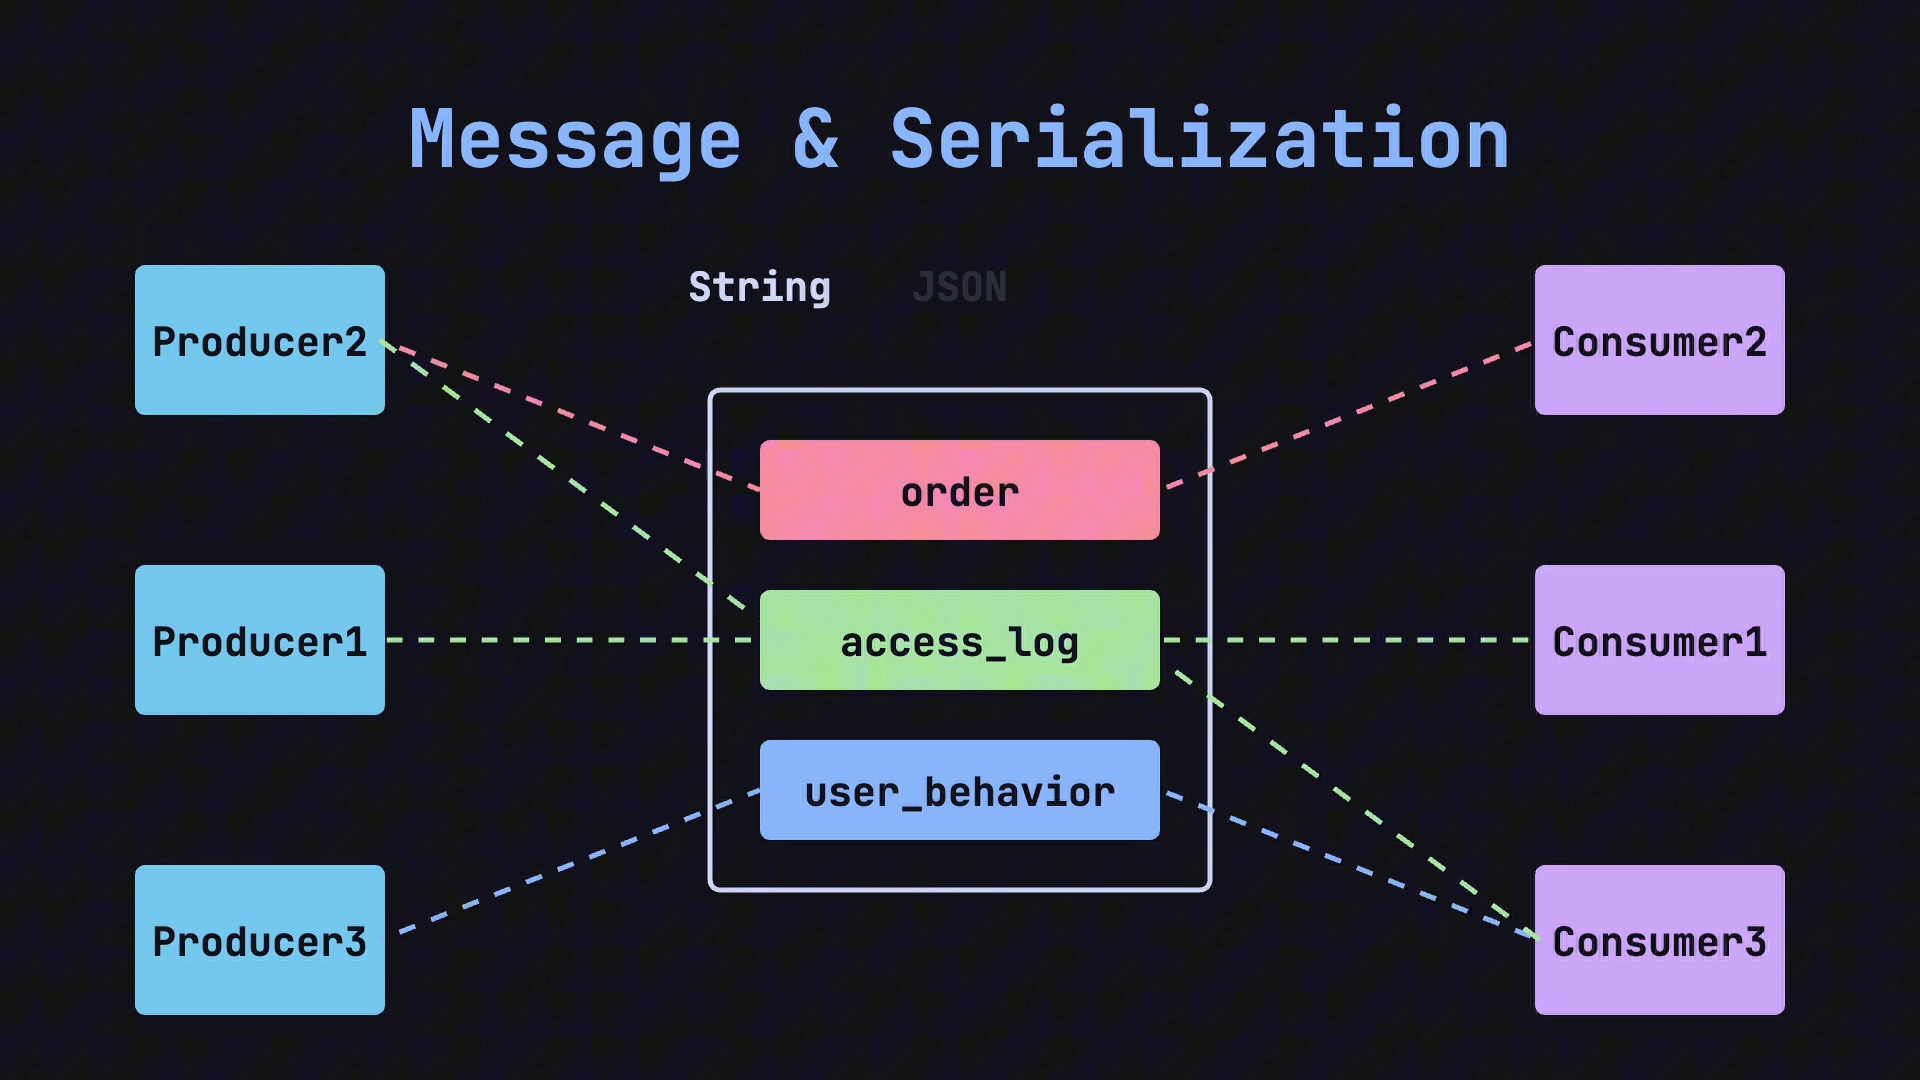 Message & Serialization
String JSON
Producer2
Consumer2
order
Producer1
access_log
Consumer1
user_behavior
Producer3
Consumer3